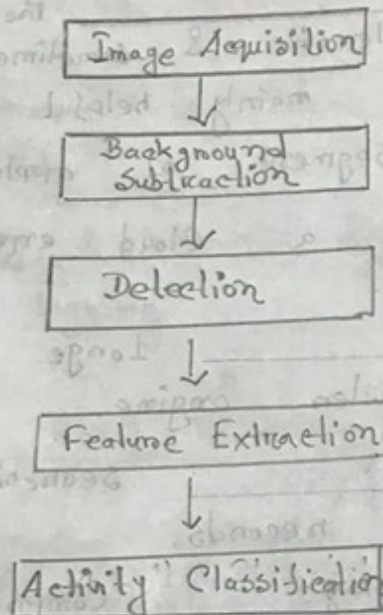 Image Acquisition
Background
Subtraction
Detection
Feature Extraction
Activity Classification